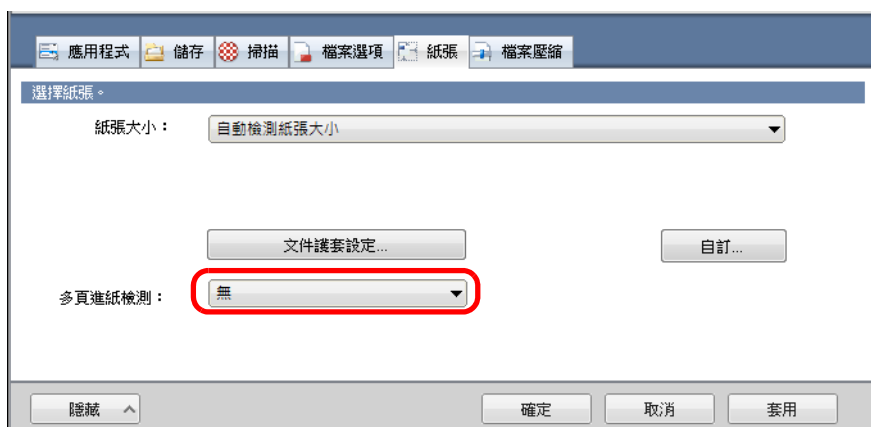 應用程式 儲存 掃描 檔案選項 紙張 檔案壓縮
選擇紙張。
紙張大小： 自動檢測紙張大小
文件護套設定... 自訂...
多頁進紙檢測： 無
隱藏 確定 取消 套用